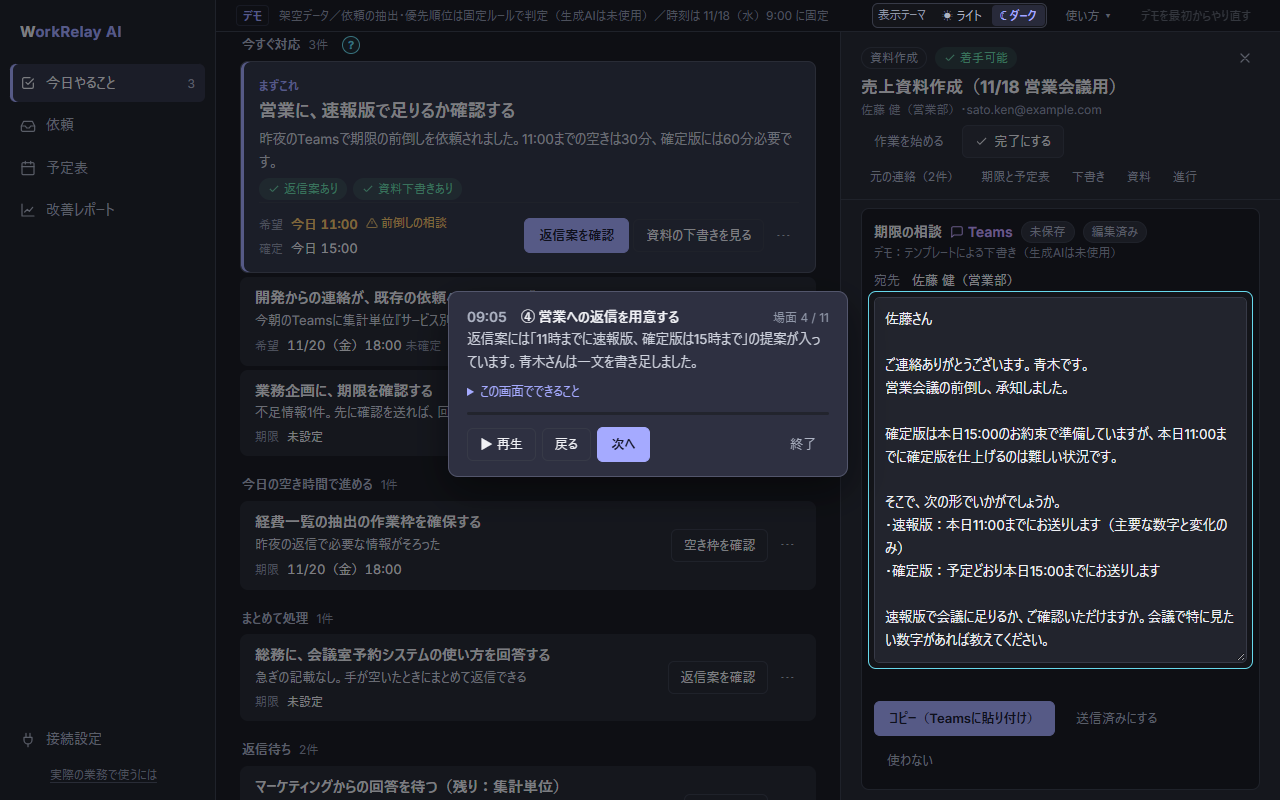 WorkRelay AI
今日やること 3
依頼
予定表
改善レポート
接続設定
実際の業務で使うには
デモ 架空データ／依頼の抽出・優先順位は固定ルールで判定（生成AIは未使用）／時刻は 11/18（水）9:00 に固定
表示テーマ ライト ダーク 使い方 ▾ デモを最初からやり直す
今すぐ対応 3件 ?
まずこれ
営業に、速報版で足りるか確認する
昨夜のTeamsで期限の前倒しを依頼されました。11:00までの空きは30分、確定版には60分必要で
す。
返信案あり 資料下書きあり
希望 今日 11:00 前倒しの相談
確定 今日 15:00
返信案を確認 資料の下書きを見る …
開発からの連絡が、既存の依頼
今朝のTeamsに集計単位『サービス別
希望 11/20（金）18:00 未確定
業務企画に、期限を確認する
不足情報1件。先に確認を送れば、回
期限 未設定
今日の空き時間で進める 1件
経費一覧の抽出の作業枠を確保する
昨夜の返信で必要な情報がそろった
期限 11/20（金）18:00
空き枠を確認 …
まとめて処理 1件
総務に、会議室予約システムの使い方を回答する
急ぎの記載なし。手が空いたときにまとめて返信できる
期限 未設定
返信案を確認 …
返信待ち 2件
マーケティングからの回答を待つ（残り：集計単位）
09:05 ④ 営業への返信を用意する 場面 4 / 11
返信案には「11時までに速報版、確定版は15時まで」の提案が入っ
ています。青木さんは一文を書き足しました。
▶ この画面でできること
▶ 再生 戻る 次へ 終了
資料作成 着手可能
売上資料作成（11/18 営業会議用）
佐藤 健（営業部）・sato.ken@example.com
作業を始める 完了にする
元の連絡（2件） 期限と予定表 下書き 資料 進行
期限の相談 Teams 未保存 編集済み
デモ：テンプレートによる下書き（生成AIは未使用）
宛先 佐藤 健（営業部）
佐藤さん
ご連絡ありがとうございます。青木です。
営業会議の前倒し、承知しました。
確定版は本日15:00のお約束で準備していますが、本日11:00ま
でに確定版を仕上げるのは難しい状況です。
そこで、次の形でいかがでしょうか。
・速報版：本日11:00までにお送りします（主要な数字と変化の
み）
・確定版：予定どおり本日15:00までにお送りします
速報版で会議に足りるか、ご確認いただけますか。会議で特に見た
い数字があれば教えてください。
コピー（Teamsに貼り付け） 送信済みにする
使わない